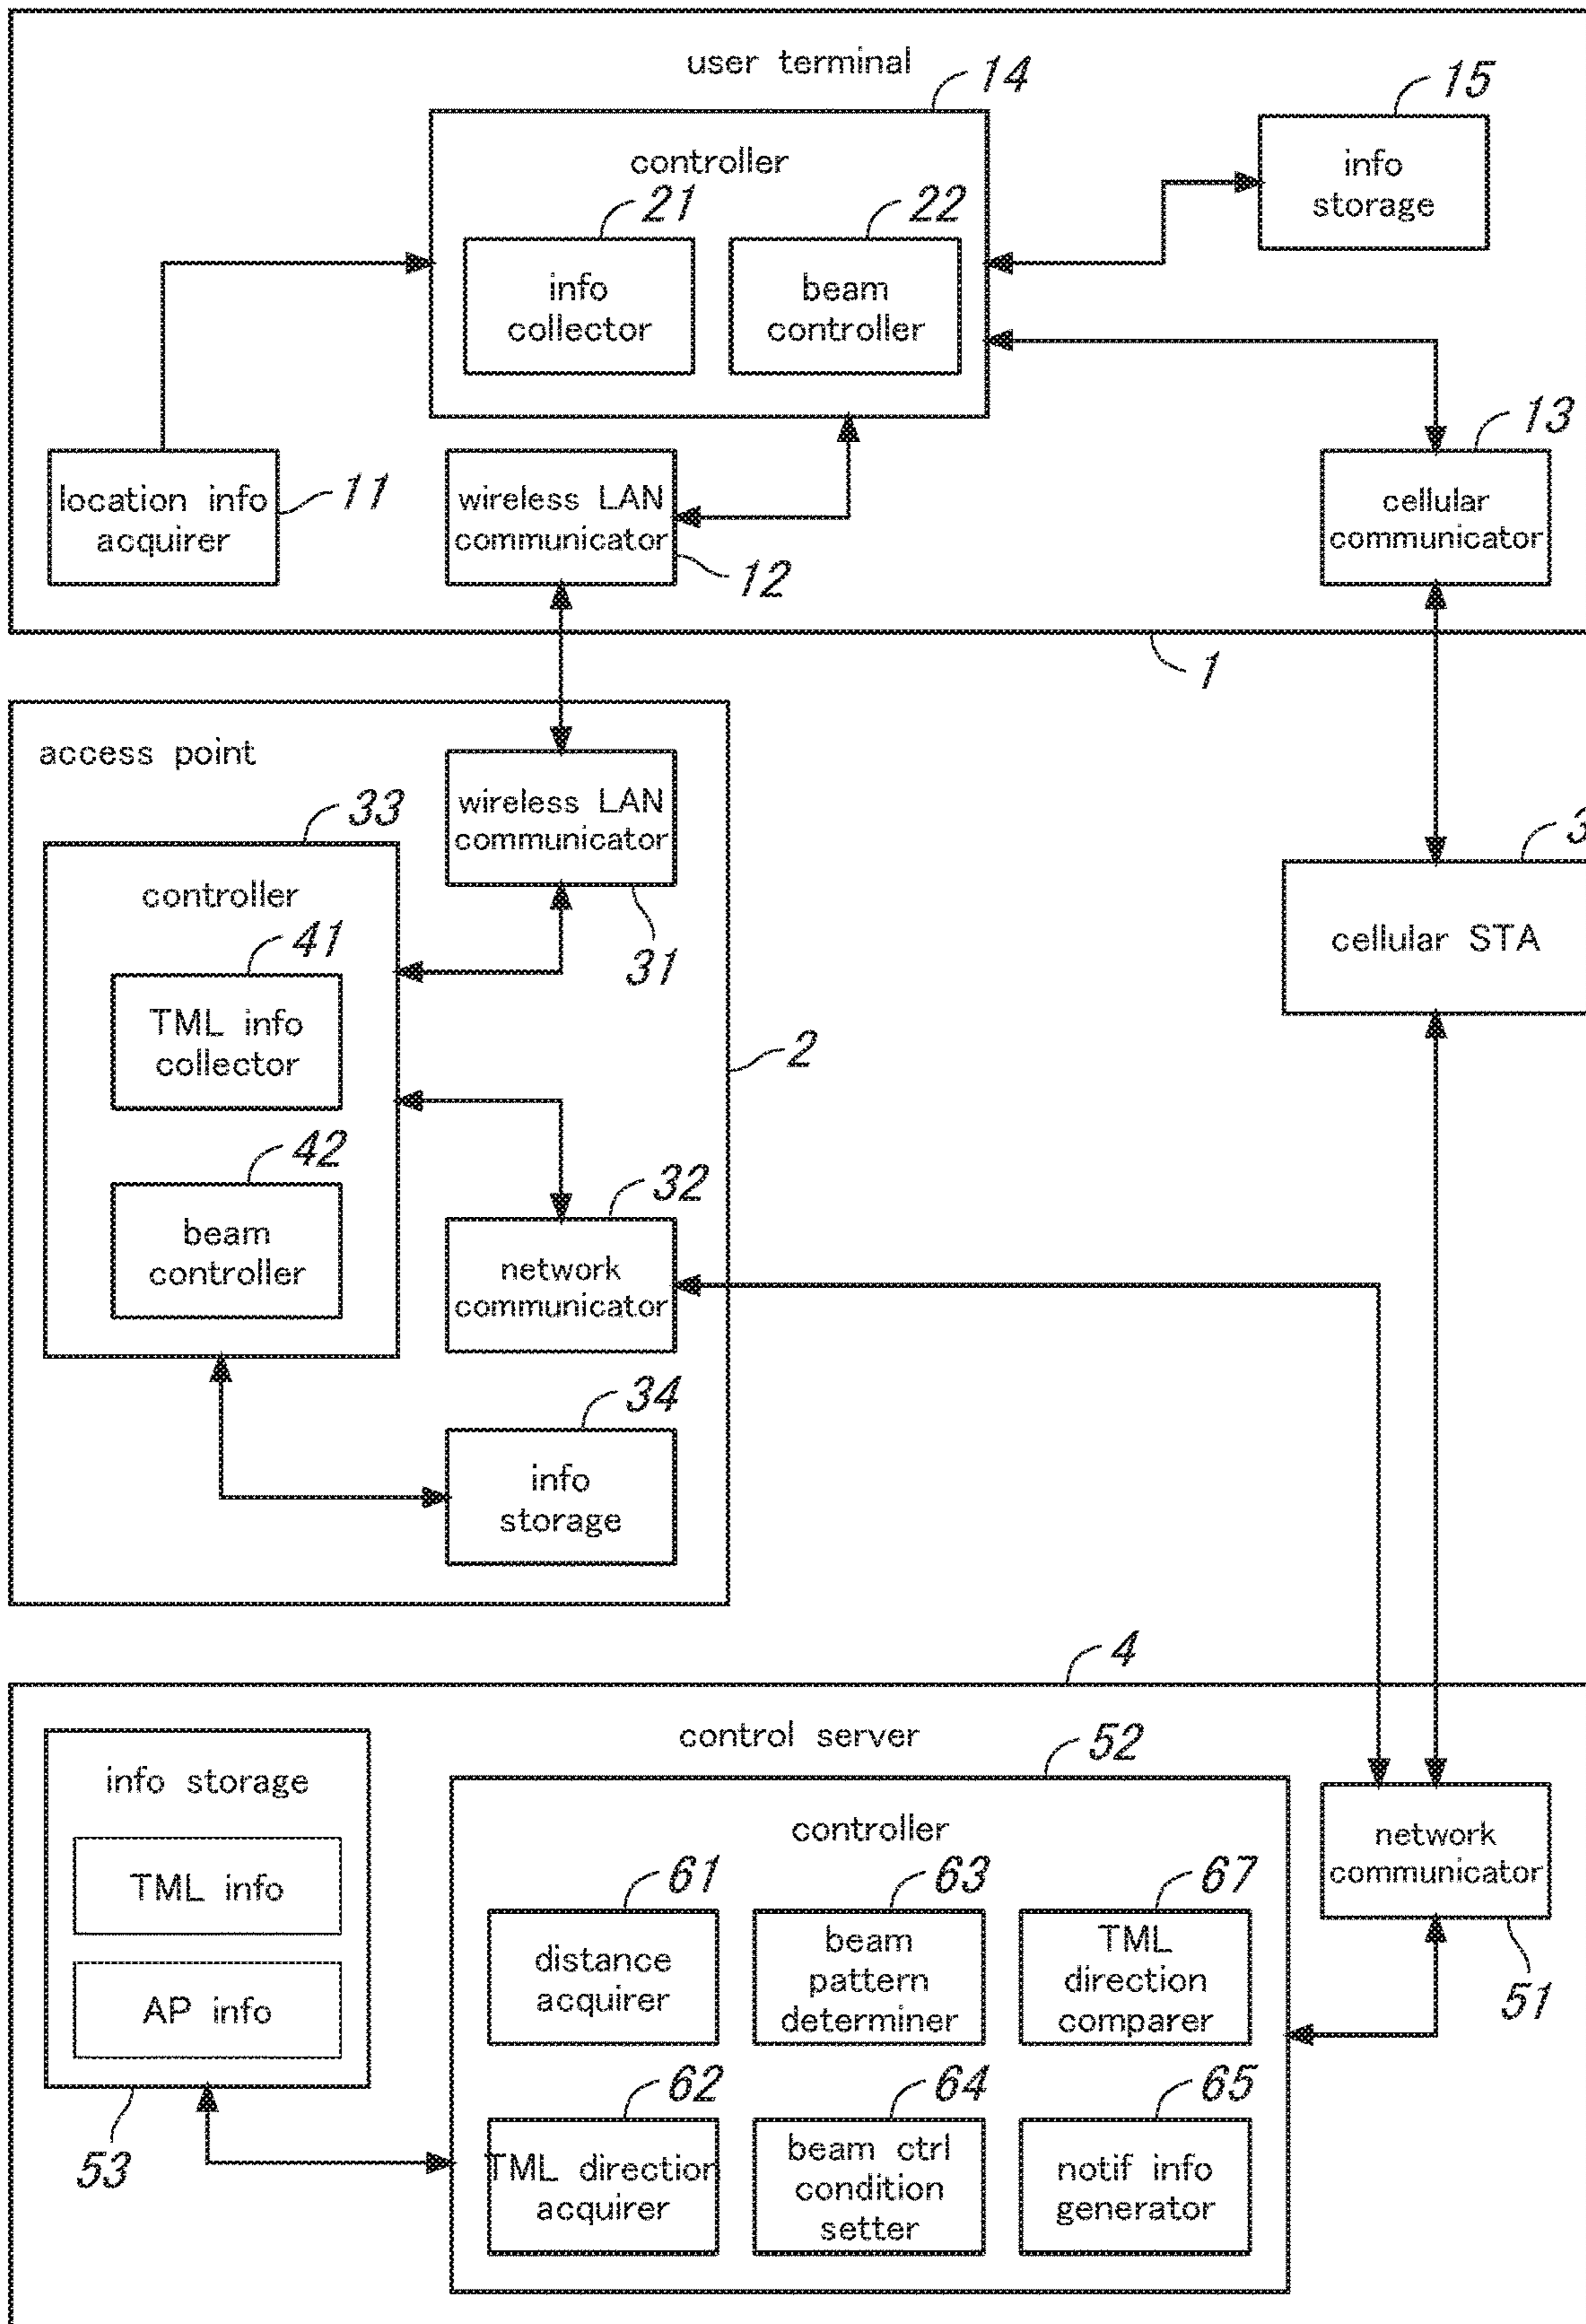 user terminal
14
15
controller
info
storage
21
22
info
collector
beam
controller
13
location info
acquirer
11
wireless LAN
communicator
12
cellular
communicator
1
access point
wireless LAN
communicator
33
3
controller
31
cellular STA
41
TML info
collector
2
42
beam
controller
32
network
communicator
34
info
storage
4
control server
52
info storage
TML info
AP info
53
controller
network
communicator
51
61
63
67
distance
acquirer
beam
pattern
determiner
TML
direction
comparer
62
64
65
TML direction
acquirer
beam ctrl
condition
setter
notif info
generator